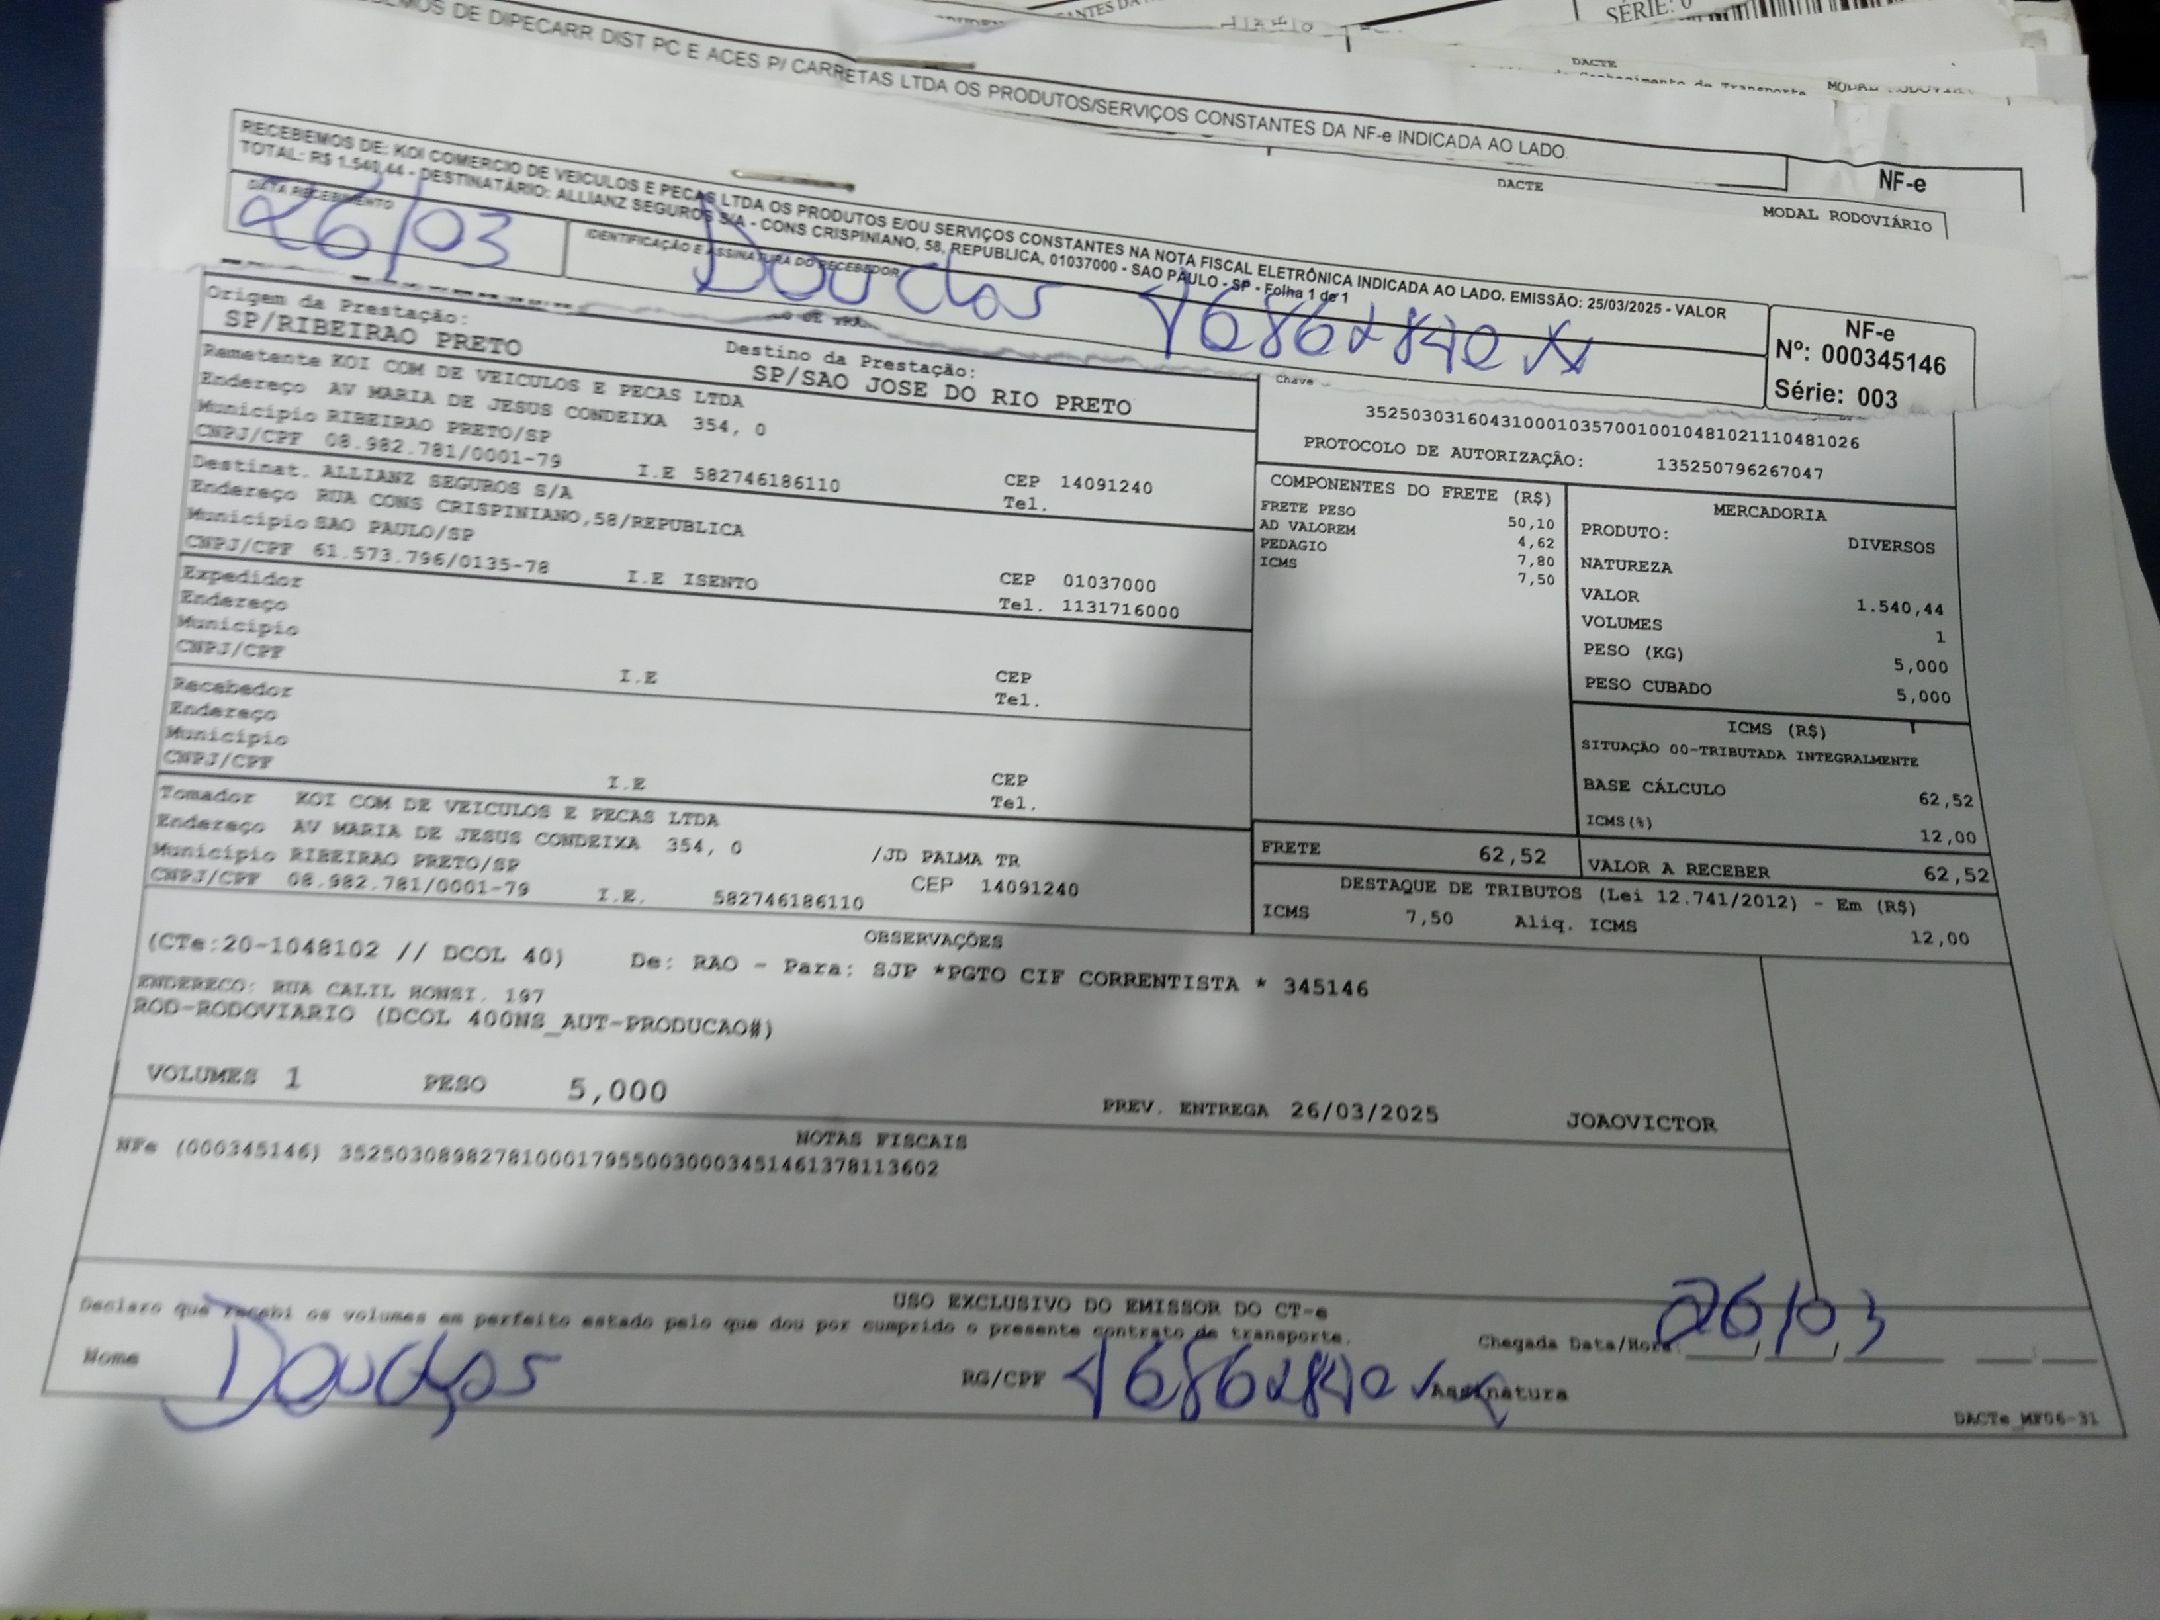 SÉRIE: 0
DACTE
DEMOS DE DIPECARR DIST PC E ACES P/ CARRETAS LTDA OS PRODUTOS/SERVIÇOS CONSTANTES DA NF-e INDICADA AO LADO.
NF-e
DACTE
MODAL RODOVIÁRIO
RECEBEMOS DE: KOI COMERCIO DE VEICULOS E PECAS LTDA OS PRODUTOS E/OU SERVIÇOS CONSTANTES NA NOTA FISCAL ELETRÔNICA INDICADA AO LADO. EMISSÃO: 25/03/2025 - VALOR
TOTAL: R$ 1.540,44 - DESTINATÁRIO: ALLIANZ SEGUROS S/A - CONS CRISPINIANO, 58, REPUBLICA, 01037000 - SAO PAULO - SP - Folha 1 de 1
DATA RECEBIMENTO
26/03
IDENTIFICAÇÃO E ASSINATURA DO RECEBEDOR
Douglas
NF-e
Nº: 000345146
Série: 003
Origem da Prestação:
SP/RIBEIRAO PRETO
Destino da Prestação:
SP/SAO JOSE DO RIO PRETO
Remetente KOI COM DE VEICULOS E PECAS LTDA
Endereço AV MARIA DE JESUS CONDEIXA 354, 0
Município RIBEIRAO PRETO/SP
CEP 14091240
CNPJ/CPF 08.982.781/0001-79 I.E 582746186110
Tel.
Destinat. ALLIANZ SEGUROS S/A
Endereço RUA CONS CRISPINIANO,58/REPUBLICA
Município SAO PAULO/SP
CEP 01037000
CNPJ/CPF 61.573.796/0135-78 I.E ISENTO
Tel. 1131716000
Expedidor
Endereço
Município
CEP
CNPJ/CPF I.E
Tel.
Recebedor
Endereço
Município
CEP
CNPJ/CPF I.E
Tel.
Tomador KOI COM DE VEICULOS E PECAS LTDA
Endereço AV MARIA DE JESUS CONDEIXA 354, 0 /JD PALMA TR
Município RIBEIRAO PRETO/SP CEP 14091240
CNPJ/CPF 08.982.781/0001-79 I.E. 582746186110
Chave
35250303160431000103570010010481021110481026
PROTOCOLO DE AUTORIZAÇÃO: 135250796267047
COMPONENTES DO FRETE (R$)
FRETE PESO 50,10
AD VALOREM 4,62
PEDAGIO 7,80
ICMS 7,50
MERCADORIA
PRODUTO: DIVERSOS
NATUREZA
VALOR 1.540,44
VOLUMES 1
PESO (KG) 5,000
PESO CUBADO 5,000
ICMS (R$)
SITUAÇÃO 00-TRIBUTADA INTEGRALMENTE
BASE CÁLCULO 62,52
ICMS(%) 12,00
FRETE 62,52
VALOR A RECEBER 62,52
DESTAQUE DE TRIBUTOS (Lei 12.741/2012) - Em (R$)
ICMS 7,50 Aliq. ICMS 12,00
OBSERVAÇÕES
(CTe:20-1048102 // DCOL 40) De: RAO - Para: SJP *PGTO CIF CORRENTISTA * 345146
ENDERECO: RUA CALIL HONSI, 197
ROD-RODOVIARIO (DCOL 400NS_AUT-PRODUCAO#)
VOLUMES 1 PESO 5,000
PREV. ENTREGA 26/03/2025 JOAOVICTOR
NOTAS FISCAIS
NFe (000345146) 35250308982781000179550030003451461378113602
USO EXCLUSIVO DO EMISSOR DO CT-e
Declaro que recebi os volumes em perfeito estado pelo que dou por cumprido o presente contrato de transporte.
Chegada Data/Hora: 26/03
Nome Douglas
RG/CPF
Assinatura
DACTe_MF06-31